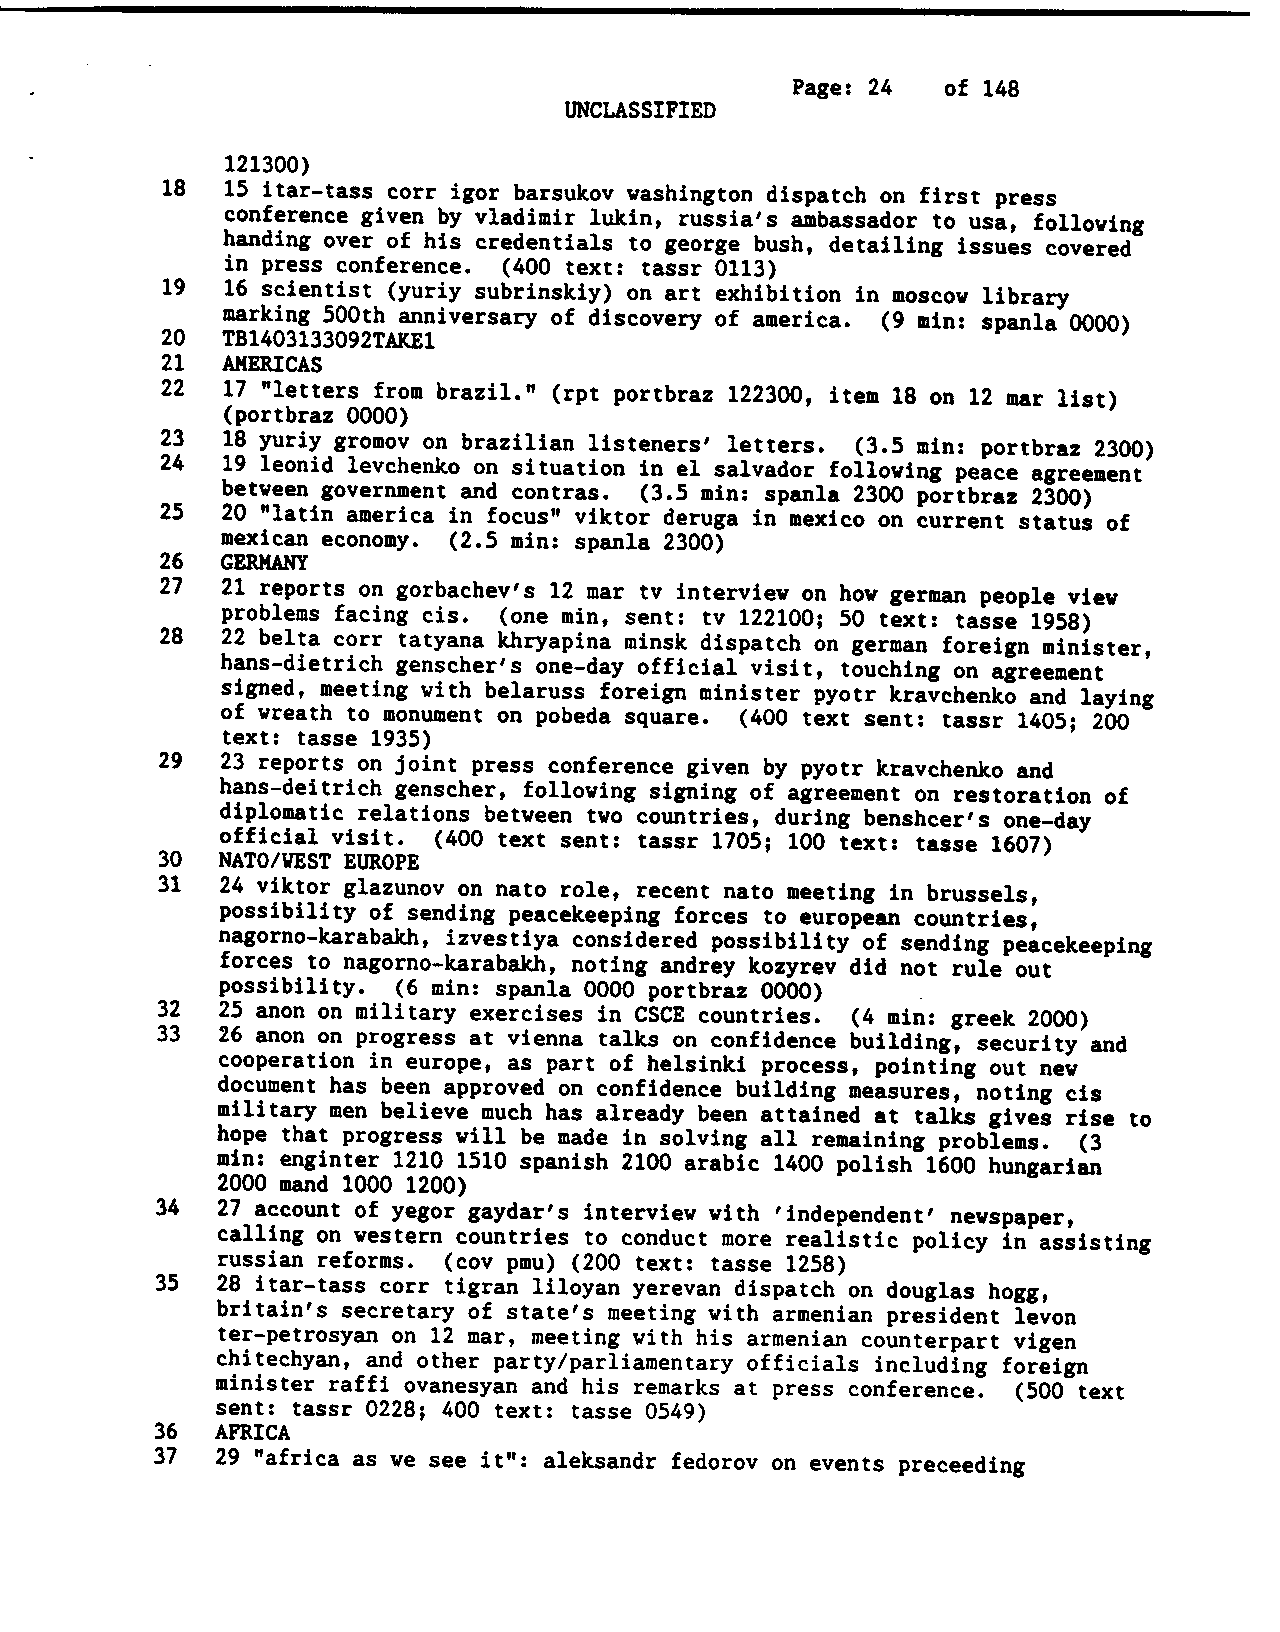 Page: 24 of 148
UNCLASSIFIED
121300)
18 15 itar-tass corr igor barsukov washington dispatch on first press
conference given by vladimir lukin, russia's ambassador to usa, following
handing over of his credentials to george bush, detailing issues covered
in press conference. (400 text: tassr 0113)
19 16 scientist (yuriy subrinskiy) on art exhibition in moscow library
marking 500th anniversary of discovery of america. (9 min: spanla 0000)
20 TB1403133092TAKE1
21 AMERICAS
22 17 "letters from brazil." (rpt portbraz 122300, item 18 on 12 mar list)
(portbraz 0000)
23 18 yuriy gromov on brazilian listeners' letters. (3.5 min: portbraz 2300)
24 19 leonid levchenko on situation in el salvador following peace agreement
between government and contras. (3.5 min: spanla 2300 portbraz 2300)
25 20 "latin america in focus" viktor deruga in mexico on current status of
mexican economy. (2.5 min: spanla 2300)
26 GERMANY
27 21 reports on gorbachev's 12 mar tv interview on how german people view
problems facing cis. (one min, sent: tv 122100; 50 text: tasse 1958)
28 22 belta corr tatyana khryapina minsk dispatch on german foreign minister,
hans-dietrich genscher's one-day official visit, touching on agreement
signed, meeting with belaruss foreign minister pyotr kravchenko and laying
of wreath to monument on pobeda square. (400 text sent: tassr 1405; 200
text: tasse 1935)
29 23 reports on joint press conference given by pyotr kravchenko and
hans-deitrich genscher, following signing of agreement on restoration of
diplomatic relations between two countries, during benshcer's one-day
official visit. (400 text sent: tassr 1705; 100 text: tasse 1607)
30 NATO/WEST EUROPE
31 24 viktor glazunov on nato role, recent nato meeting in brussels,
possibility of sending peacekeeping forces to european countries,
nagorno-karabakh, izvestiya considered possibility of sending peacekeeping
forces to nagorno-karabakh, noting andrey kozyrev did not rule out
possibility. (6 min: spanla 0000 portbraz 0000)
32 25 anon on military exercises in CSCE countries. (4 min: greek 2000)
33 26 anon on progress at vienna talks on confidence building, security and
cooperation in europe, as part of helsinki process, pointing out new
document has been approved on confidence building measures, noting cis
military men believe much has already been attained at talks gives rise to
hope that progress will be made in solving all remaining problems. (3
min: enginter 1210 1510 spanish 2100 arabic 1400 polish 1600 hungarian
2000 mand 1000 1200)
34 27 account of yegor gaydar's interview with 'independent' newspaper,
calling on western countries to conduct more realistic policy in assisting
russian reforms. (cov pmu) (200 text: tasse 1258)
35 28 itar-tass corr tigran liloyan yerevan dispatch on douglas hogg,
britain's secretary of state's meeting with armenian president levon
ter-petrosyan on 12 mar, meeting with his armenian counterpart vigen
chitechyan, and other party/parliamentary officials including foreign
minister raffi ovanesyan and his remarks at press conference. (500 text
sent: tassr 0228; 400 text: tasse 0549)
36 AFRICA
37 29 "africa as we see it": aleksandr fedorov on events preceeding